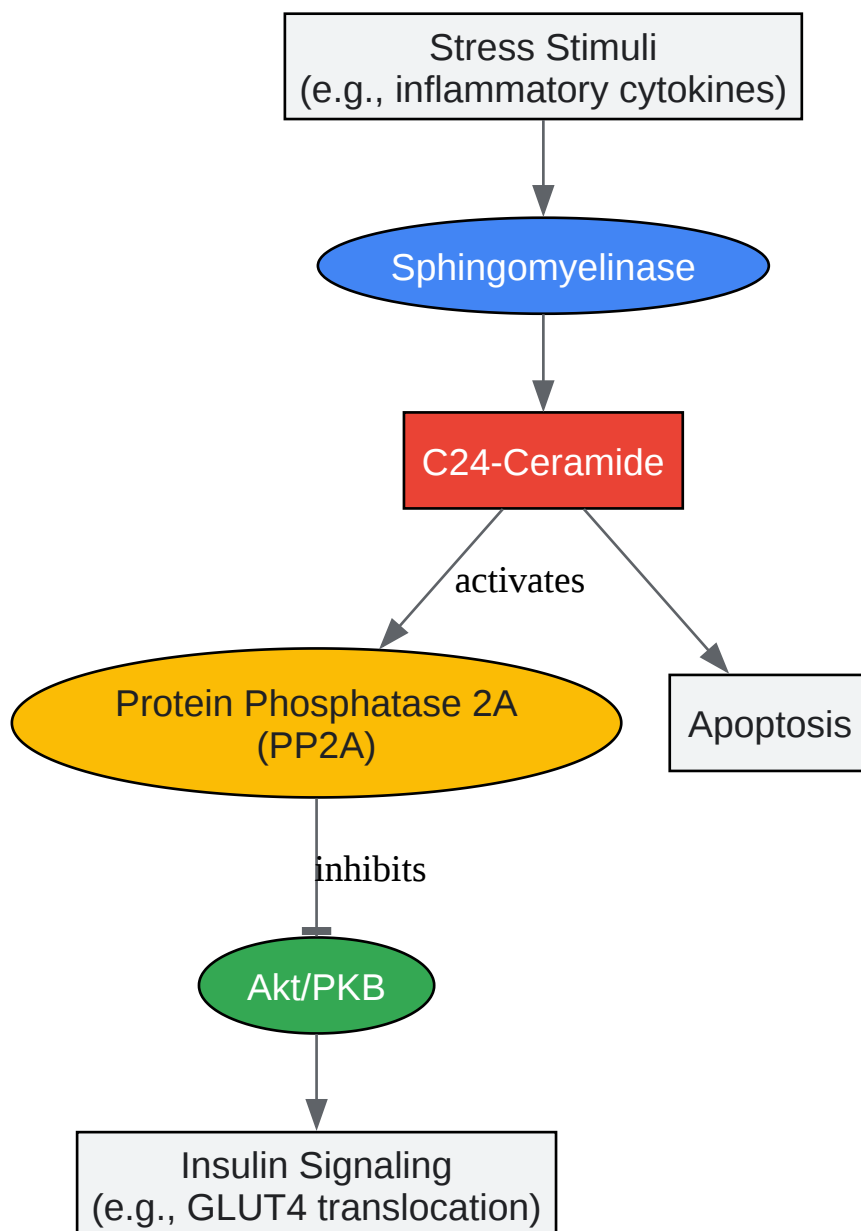 Stress Stimuli
(e.g., inflammatory cytokines)
Sphingomyelinase
C24-Ceramide
activates
Protein Phosphatase 2A
(PP2A)
Apoptosis
inhibits
Akt/PKB
Insulin Signaling
(e.g., GLUT4 translocation)